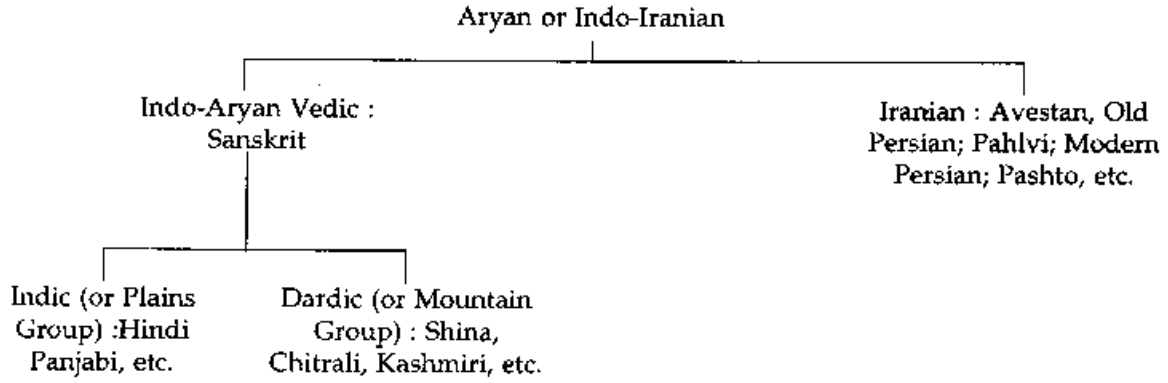 Aryan or Indo-Iranian
Indo-Aryan Vedic :
Sanskrit
Iranian : Avestan, Old
Persian; Pahlvi; Modern
Persian; Pashto, etc.
Indic (or Plains
Group) :Hindi
Panjabi, etc.
Dardic (or Mountain
Group) : Shina,
Chitrali, Kashmiri, etc.